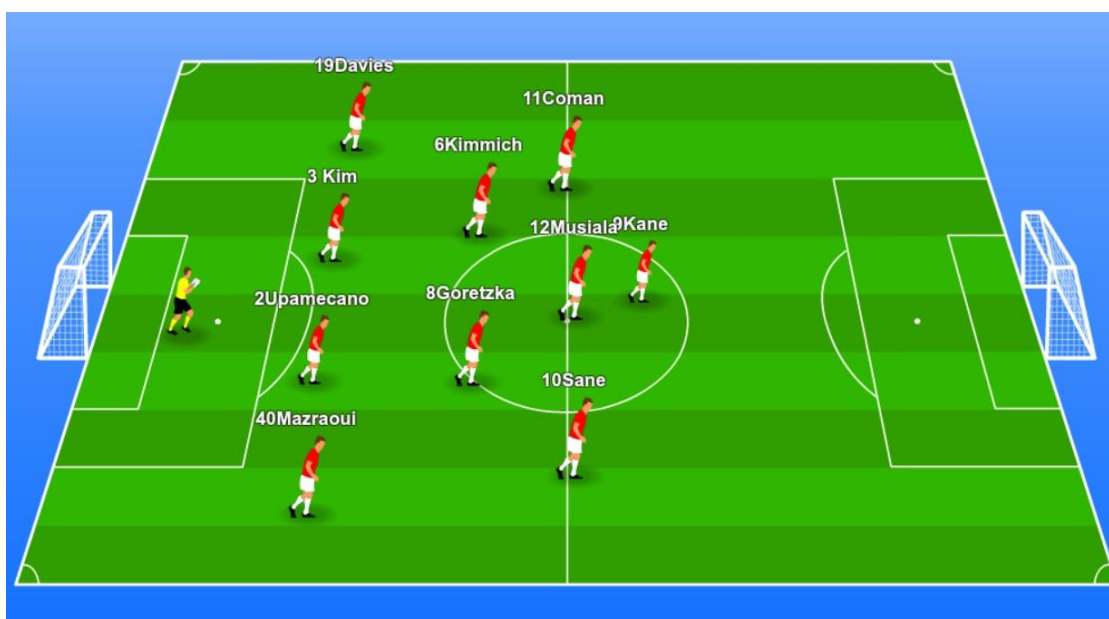 19Davies
11Coman
6Kimmich
3 Kim
12Musiala
9Kane
2Upamecano
8Goretzka
10Sane
40Mazraoui